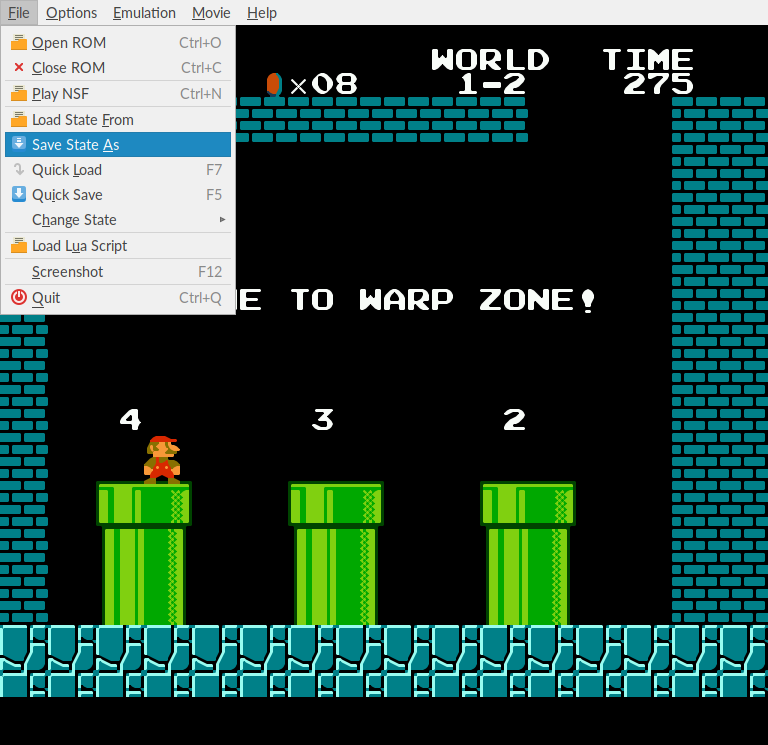 File Options Emulation Movie Help
Open ROM Ctrl+O
Close ROM Ctrl+C
Play NSF Ctrl+N
Load State From
Save State As
Quick Load F7
Quick Save F5
Change State
Load Lua Script
Screenshot F12
Quit Ctrl+Q
WORLD TIME
×08 1-2 275
E TO WARP ZONE!
4 3 2